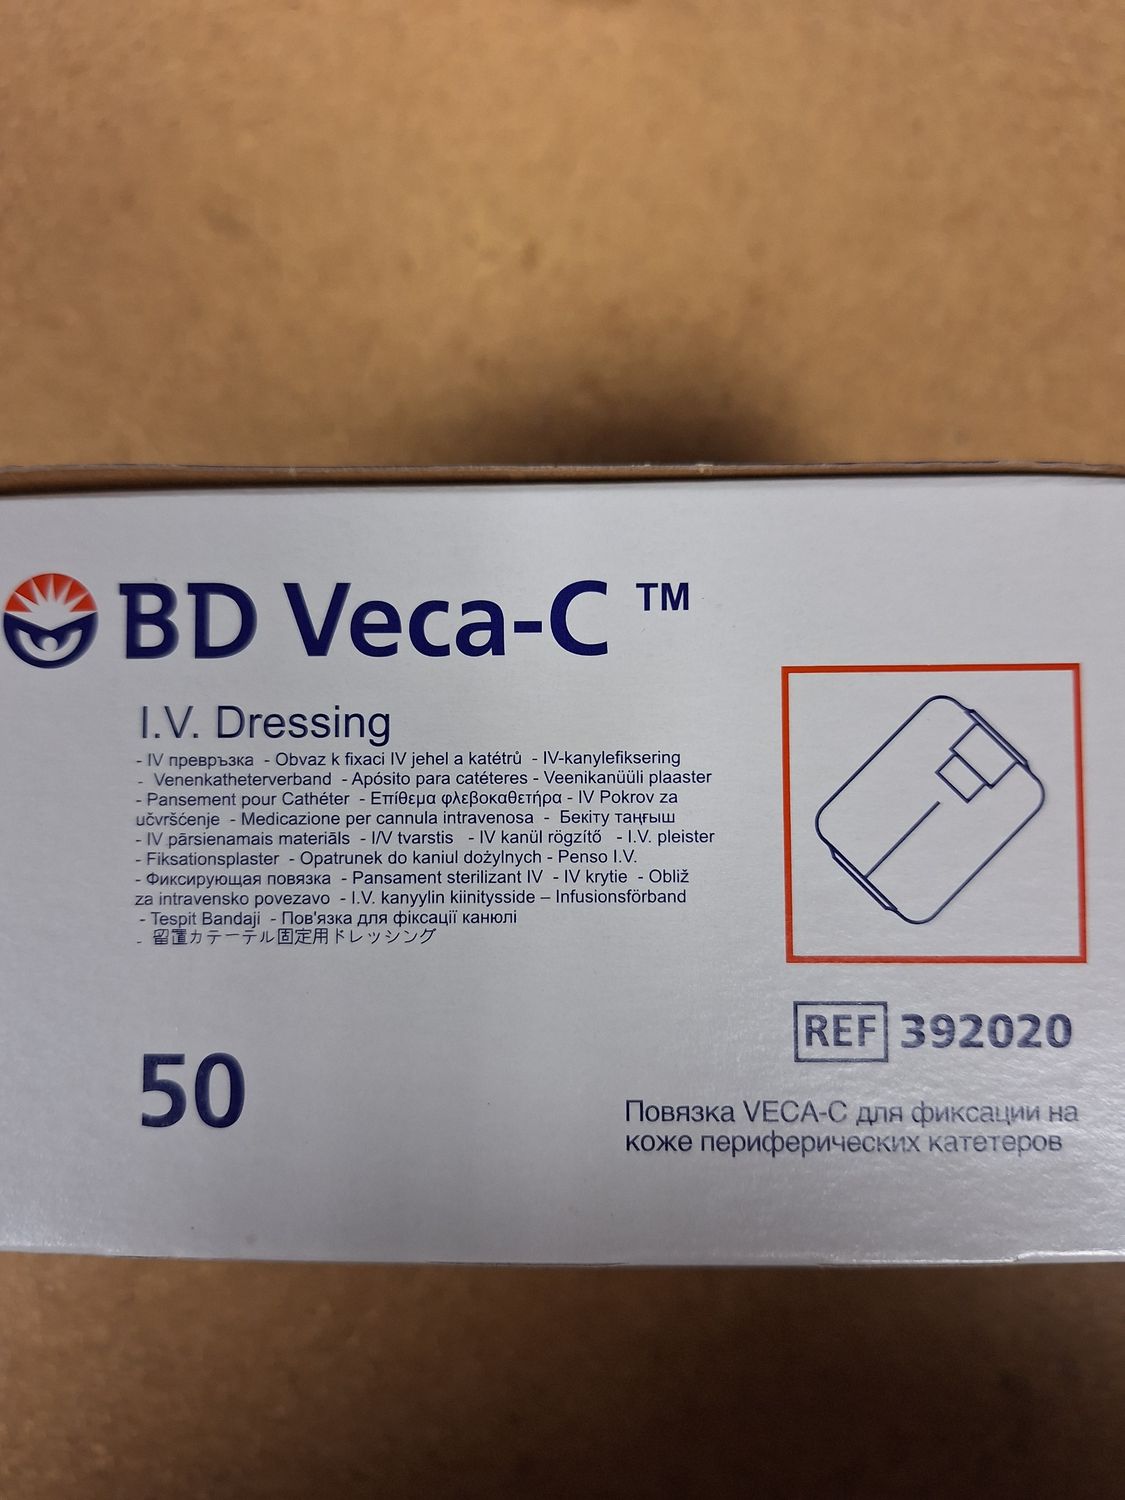 BD Veca-C ™
I.V. Dressing
- IV превръзка - Obvaz k fixaci IV jehel a katétrů - IV-kanylefiksering
- Venenkatheterverband - Apósito para catéteres - Veenikanüüli plaaster
- Pansement pour Cathéter - Επίθεμα φλεβοκαθετήρα - IV Pokrov za
učvršćenje - Medicazione per cannula intravenosa - Бекіту таңғыш
- IV pārsienamais materiāls - I/V tvarstis - IV kanül rögzítő - I.V. pleister
- Fiksationsplaster - Opatrunek do kaniul dożylnych - Penso I.V.
- Фиксирующая повязка - Pansament sterilizant IV - IV krytie - Obliž
za intravensko povezavo - I.V. kanyylin kiinnitysside – Infusionsförband
- Tespit Bandaji - Пов'язка для фіксації канюлі
- 留置カテーテル固定用ドレッシング
50
REF 392020
Повязка VECA-C для фиксации на
коже периферических катетеров